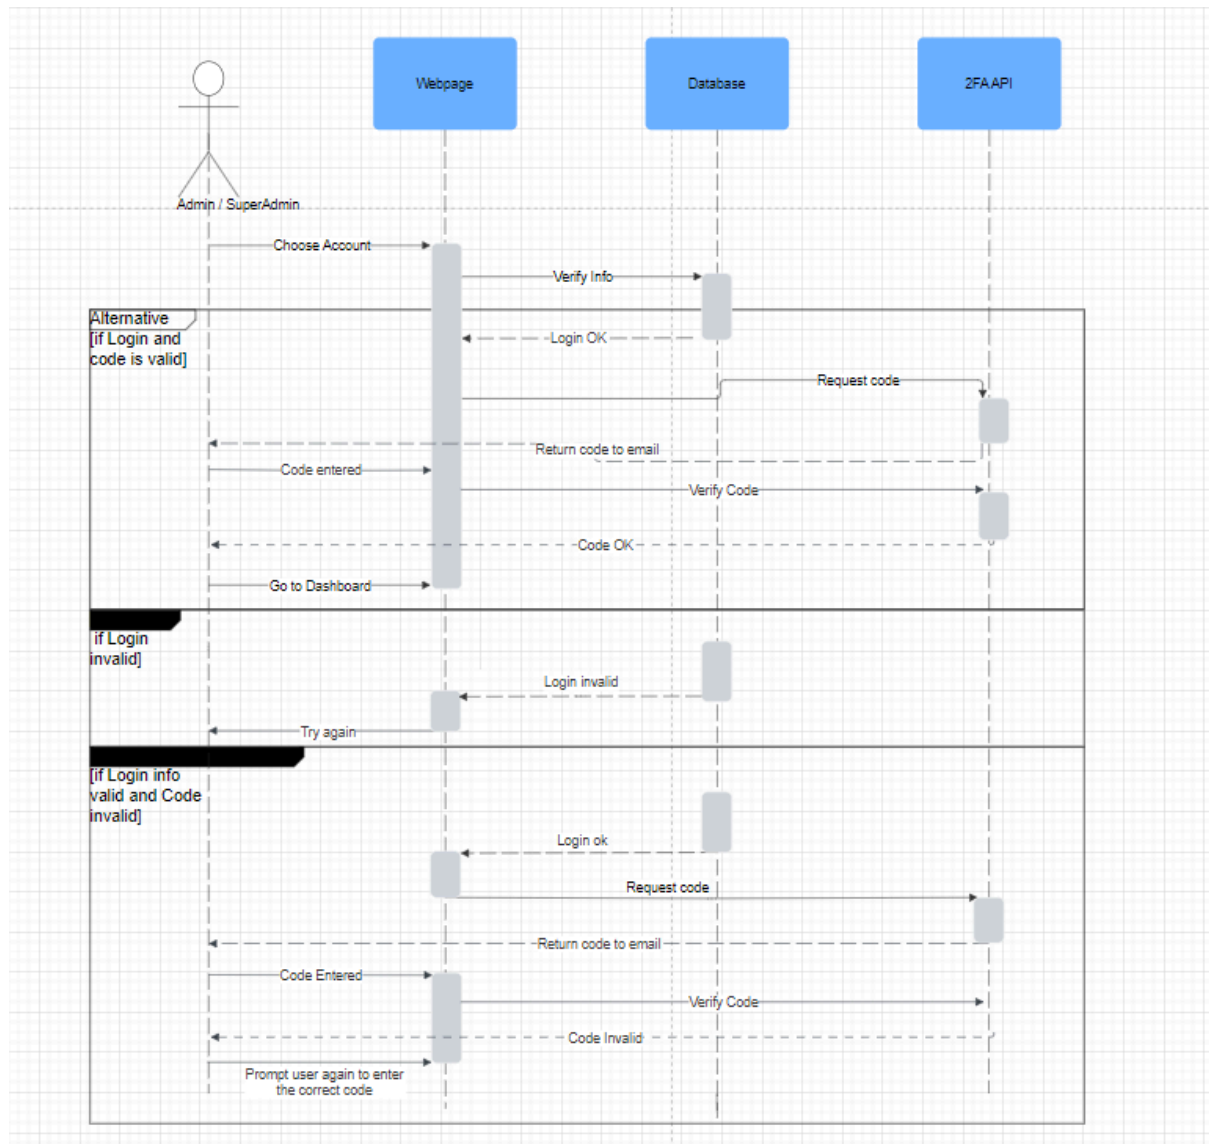 Webpage
Database
2FA API
Admin / SuperAdmin
Choose Account
Verify Info
Alternative
[if Login and
code is valid]
Login OK
Request code
Return code to email
Code entered
Verify Code
Code OK
Go to Dashboard
if Login
invalid]
Login invalid
Try again
[if Login info
valid and Code
invalid]
Login ok
Request code
Return code to email
Code Entered
Verify Code
Code Invalid
Prompt user again to enter
the correct code